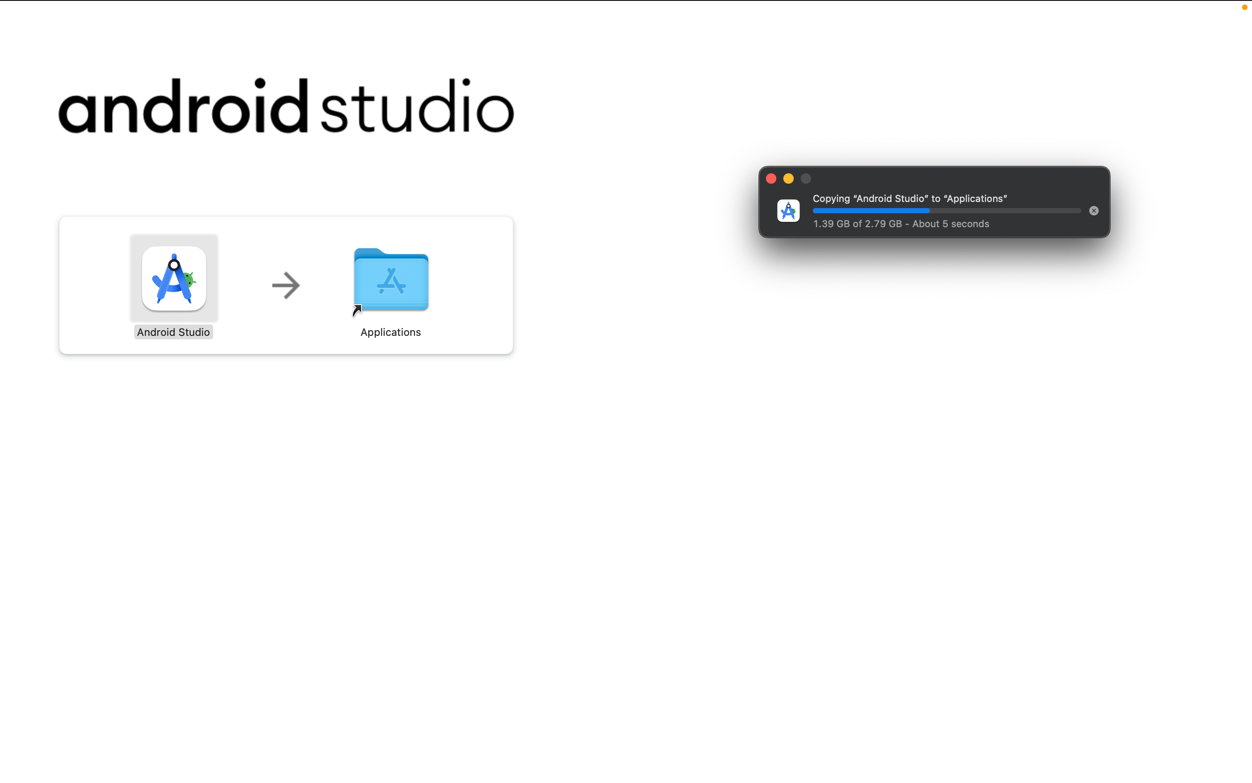 android studio
Copying “Android Studio” to “Applications”
1.39 GB of 2.79 GB - About 5 seconds
Android Studio
Applications